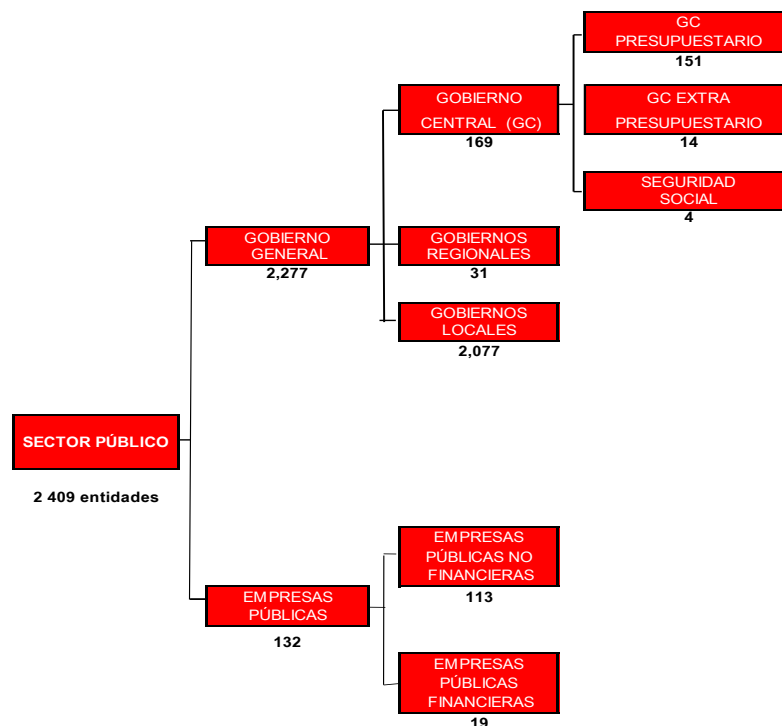 GC
PRESUPUESTARIO
151
GOBIERNO
CENTRAL (GC)
169
GC EXTRA
PRESUPUESTARIO
14
SEGURIDAD
SOCIAL
4
GOBIERNO
GENERAL
2,277
GOBIERNOS
REGIONALES
31
GOBIERNOS
LOCALES
2,077
SECTOR PÚBLICO
2 409 entidades
EMPRESAS
PÚBLICAS NO
FINANCIERAS
113
EMPRESAS
PÚBLICAS
132
EMPRESAS
PÚBLICAS
FINANCIERAS
19